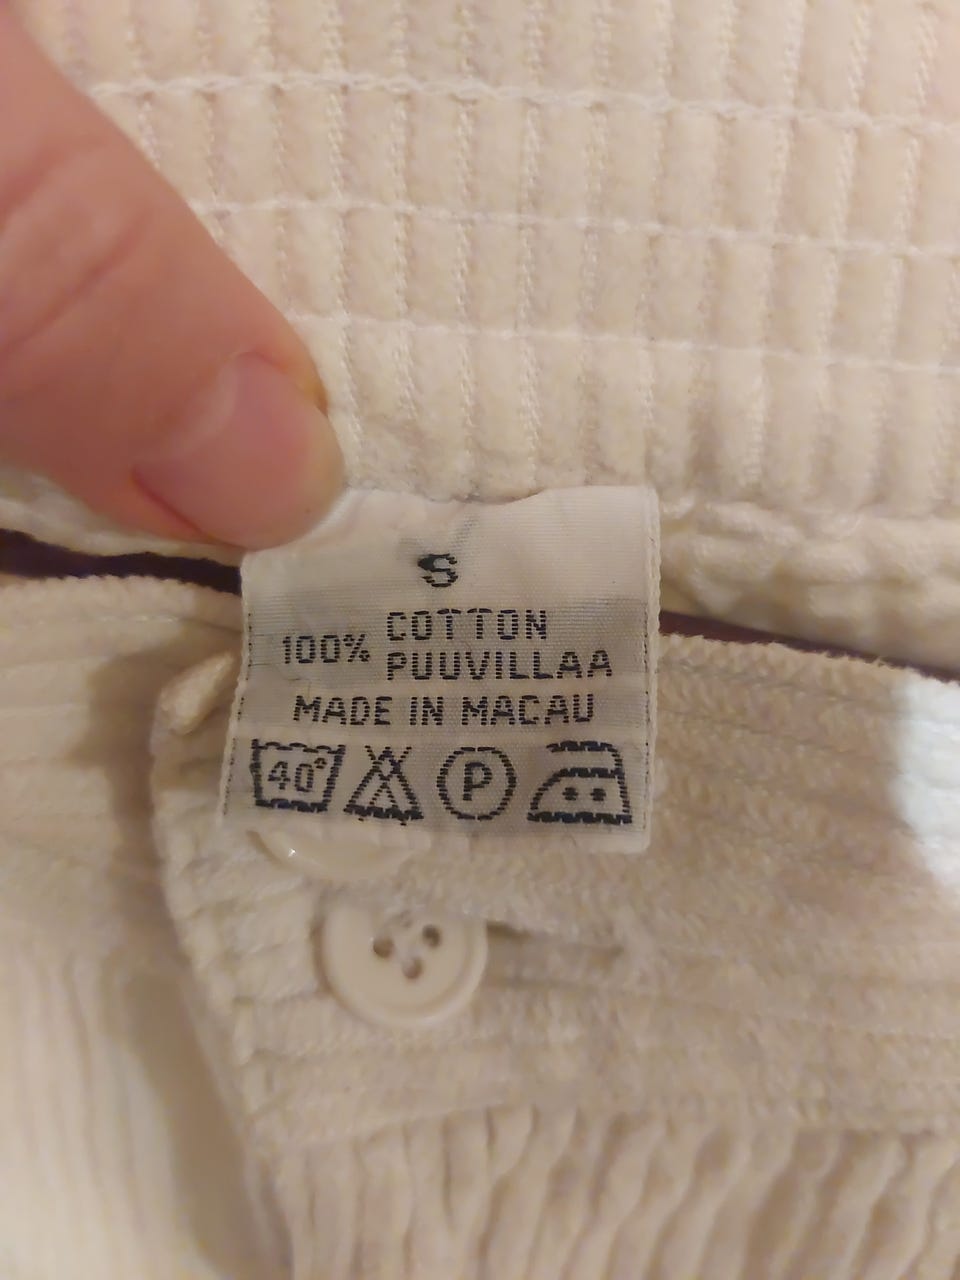 S
100% COTTON
PUUVILLAA
MADE IN MACAU
40° P